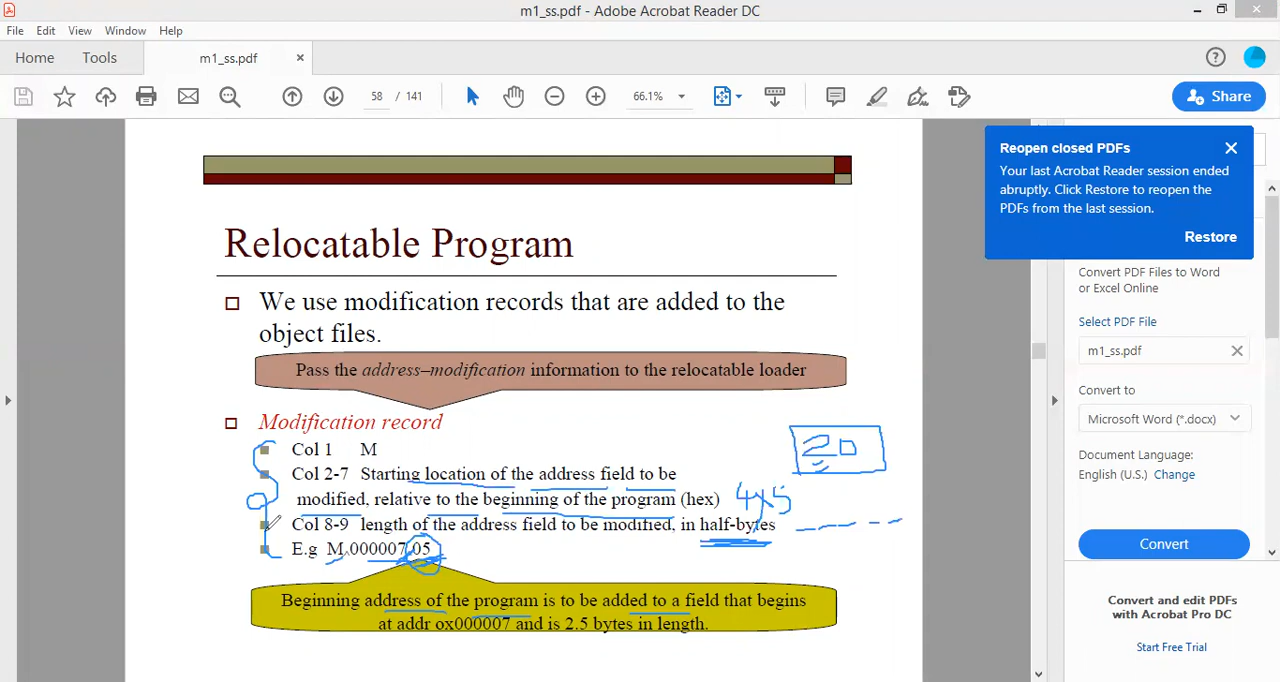 m1_ss.pdf - Adobe Acrobat Reader DC
File Edit View Window Help
Home Tools m1_ss.pdf ×
58 / 141 66.1% Share
Reopen closed PDFs
Your last Acrobat Reader session ended
abruptly. Click Restore to reopen the
PDFs from the last session.
Restore
Relocatable Program
We use modification records that are added to the
object files.
Pass the address–modification information to the relocatable loader
Modification record
Col 1 M
Col 2-7 Starting location of the address field to be
modified, relative to the beginning of the program (hex)
Col 8-9 length of the address field to be modified, in half-bytes
E.g M,000007,05
Beginning address of the program is to be added to a field that begins
at addr ox000007 and is 2.5 bytes in length.
20
4x5
Convert PDF Files to Word
or Excel Online
Select PDF File
m1_ss.pdf
Convert to
Microsoft Word (*.docx)
Document Language:
English (U.S.) Change
Convert
Convert and edit PDFs
with Acrobat Pro DC
Start Free Trial